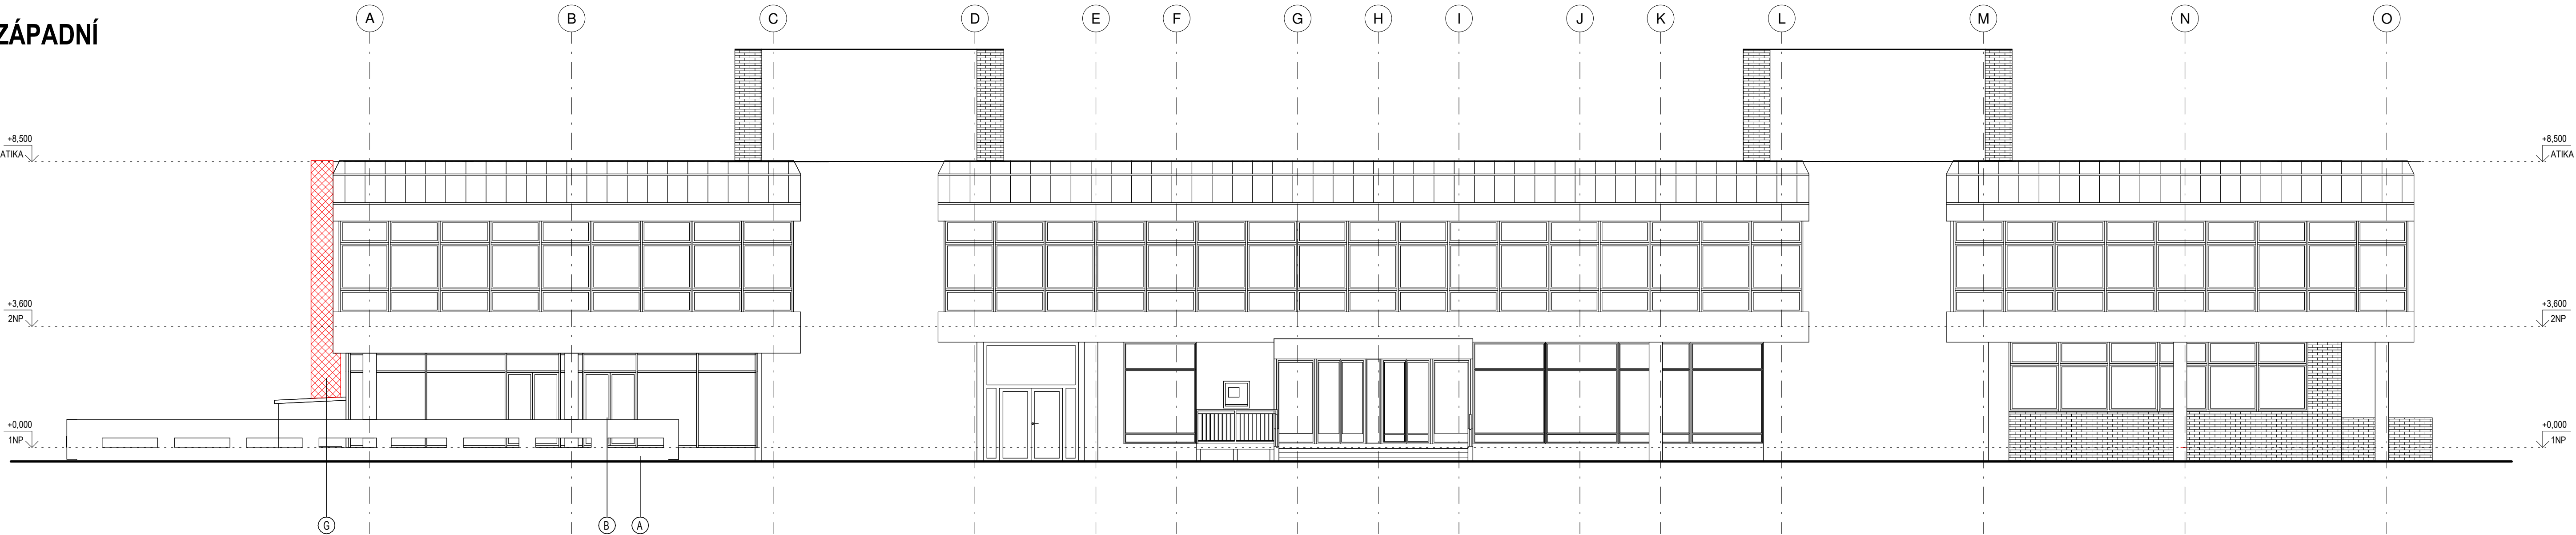 A B C D E F G H I J K L M N O
ZÁPADNÍ
+8,500
ATIKA
+8,500
ATIKA
+3,600
2NP
+3,600
2NP
+0,000
1NP
+0,000
1NP
G B A